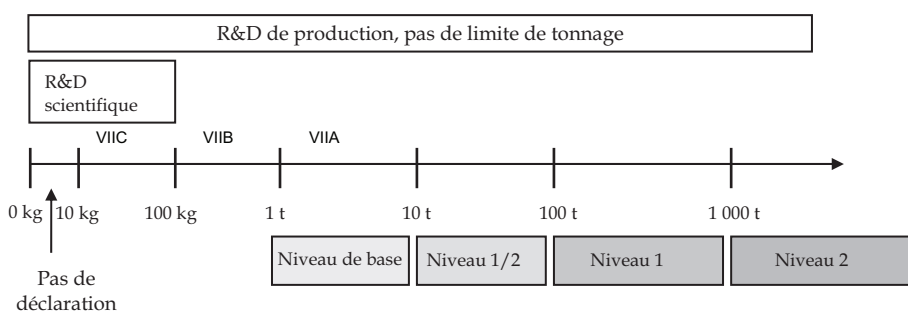 R&D de production, pas de limite de tonnage
R&D
scientifique
VIIC VIIB VIIA
0 kg 10 kg 100 kg 1 t 10 t 100 t 1 000 t
Niveau de base Niveau 1/2 Niveau 1 Niveau 2
Pas de
déclaration